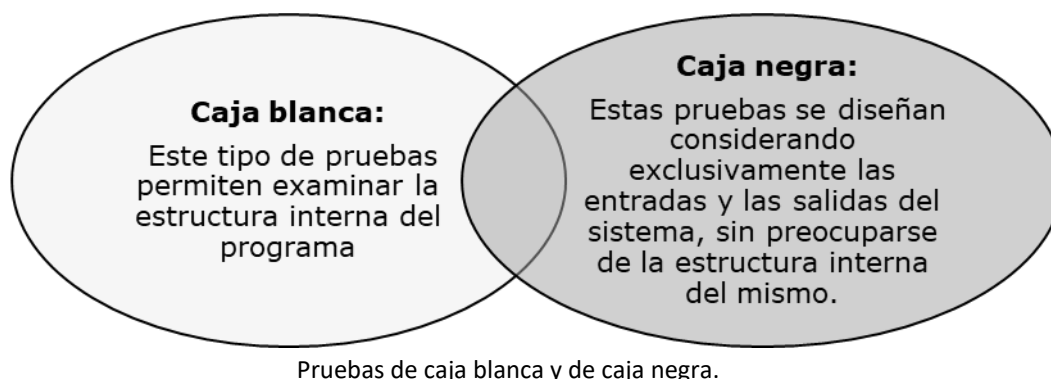 Caja blanca:
Este tipo de pruebas
permiten examinar la
estructura interna del
programa
Caja negra:
Estas pruebas se diseñan
considerando
exclusivamente las
entradas y las salidas del
sistema, sin preocuparse
de la estructura interna
del mismo.
Pruebas de caja blanca y de caja negra.